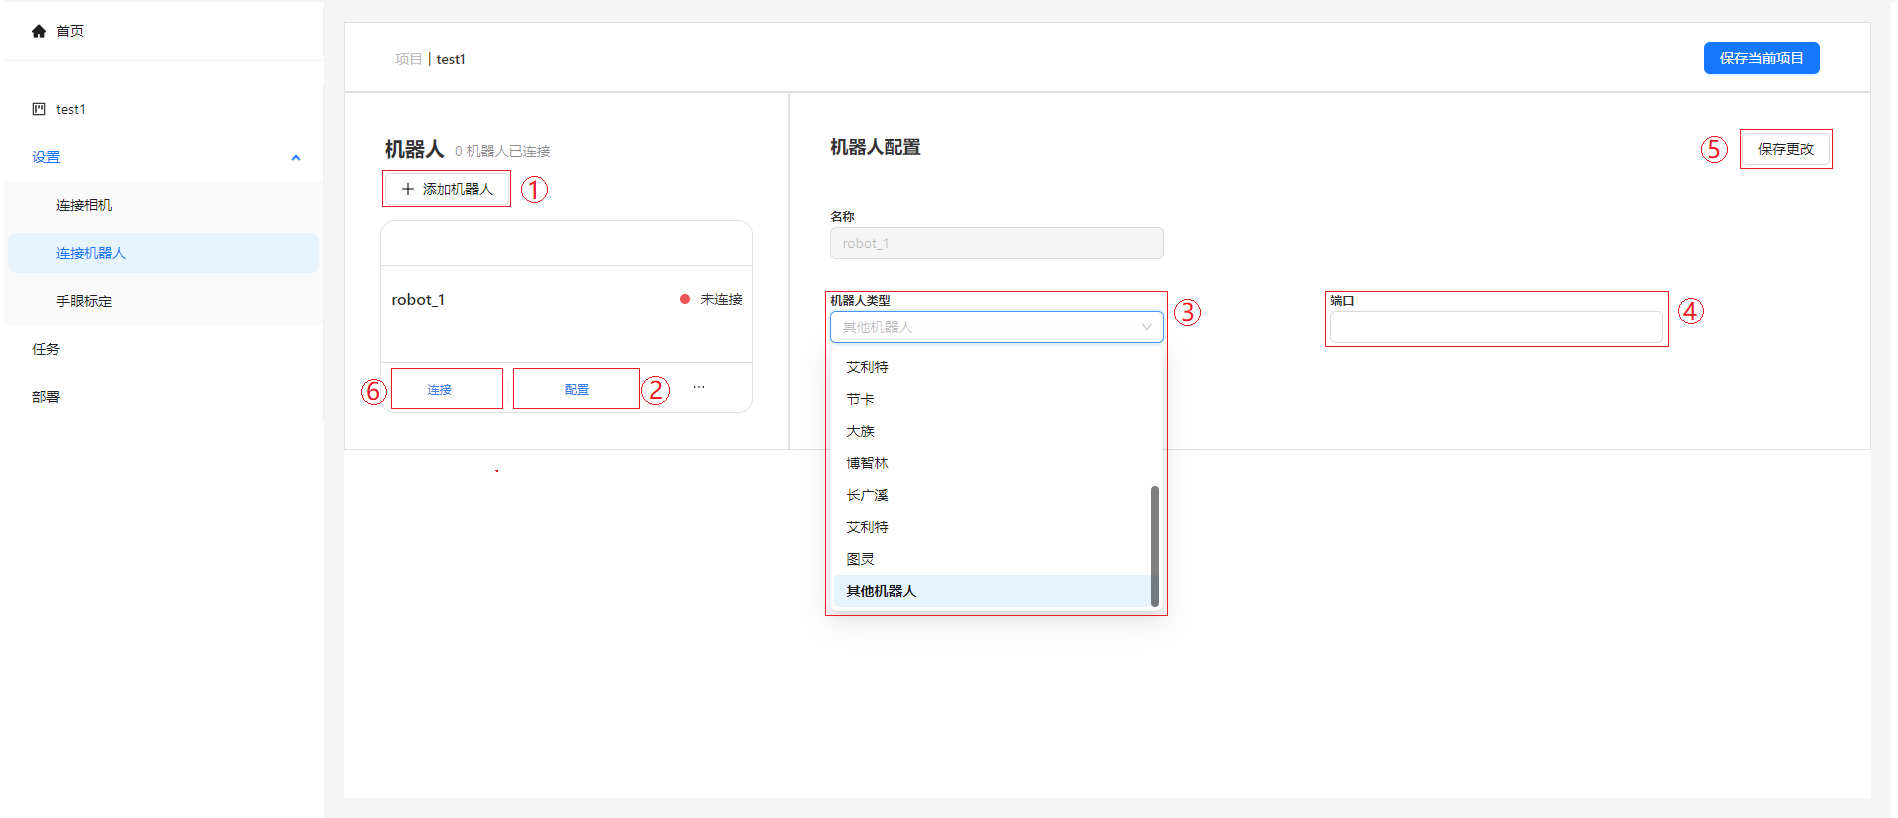 首页
test1
设置
连接相机
连接机器人
手眼标定
任务
部署
项目 | test1
保存当前项目
机器人 0 机器人已连接
+ 添加机器人 ①
robot_1 未连接
⑥ 连接 配置 ② ···
机器人配置
⑤ 保存更改
名称
robot_1
机器人类型
其他机器人 ③
端口
④
艾利特
节卡
大族
博智林
长广溪
艾利特
图灵
其他机器人